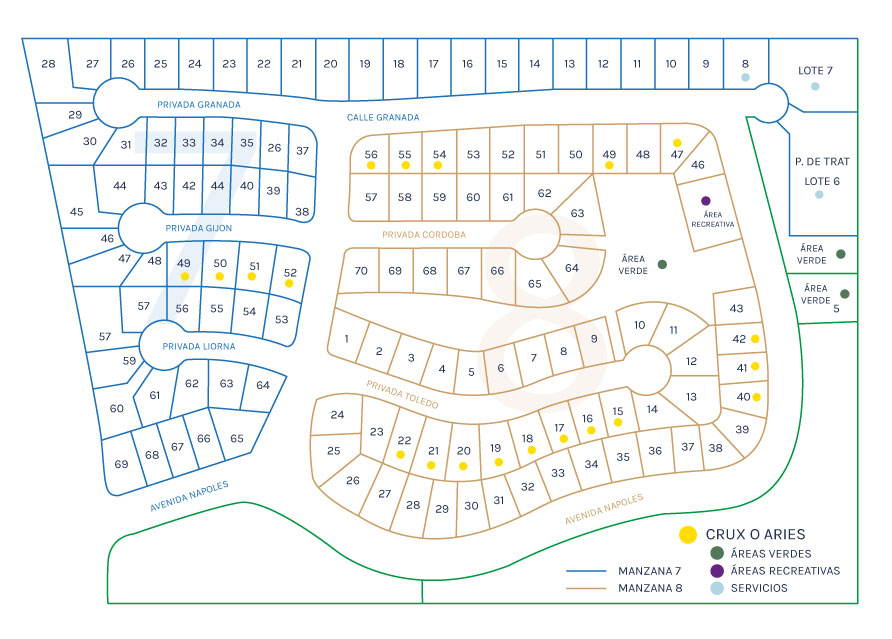 28 27 26 25 24 23 22 21 20 19 18 17 16 15 14 13 12 11 10 9 8
LOTE 7
PRIVADA GRANADA
CALLE GRANADA
29
30 31 32 33 34 35 26 37
56 55 54 53 52 51 50 49 48 47 46
P. DE TRAT
LOTE 6
44 43 42 44 40 39 38
57 58 59 60 61 62 63
45
ÁREA
RECREATIVA
PRIVADA GIJON
PRIVADA CORDOBA
46
47 48 49 50 51 52
70 69 68 67 66 65 64
ÁREA
VERDE
ÁREA
VERDE
ÁREA
VERDE 5
57 56 55 54 53
57
PRIVADA LIORNA
1 2 3 4 5 6 7 8 9 10 11 12 13
43
42
41
40
39
59
60 61 62 63 64
PRIVADA TOLEDO
24 23 22 21 20 19 18 17 16 15 14
69 68 67 66 65
25 26 27 28 29 30 31 32 33 34 35 36 37 38
AVENIDA NAPOLES
AVENIDA NAPOLES
7
8
CRUX O ARIES
ÁREAS VERDES
MANZANA 7
ÁREAS RECREATIVAS
MANZANA 8
SERVICIOS